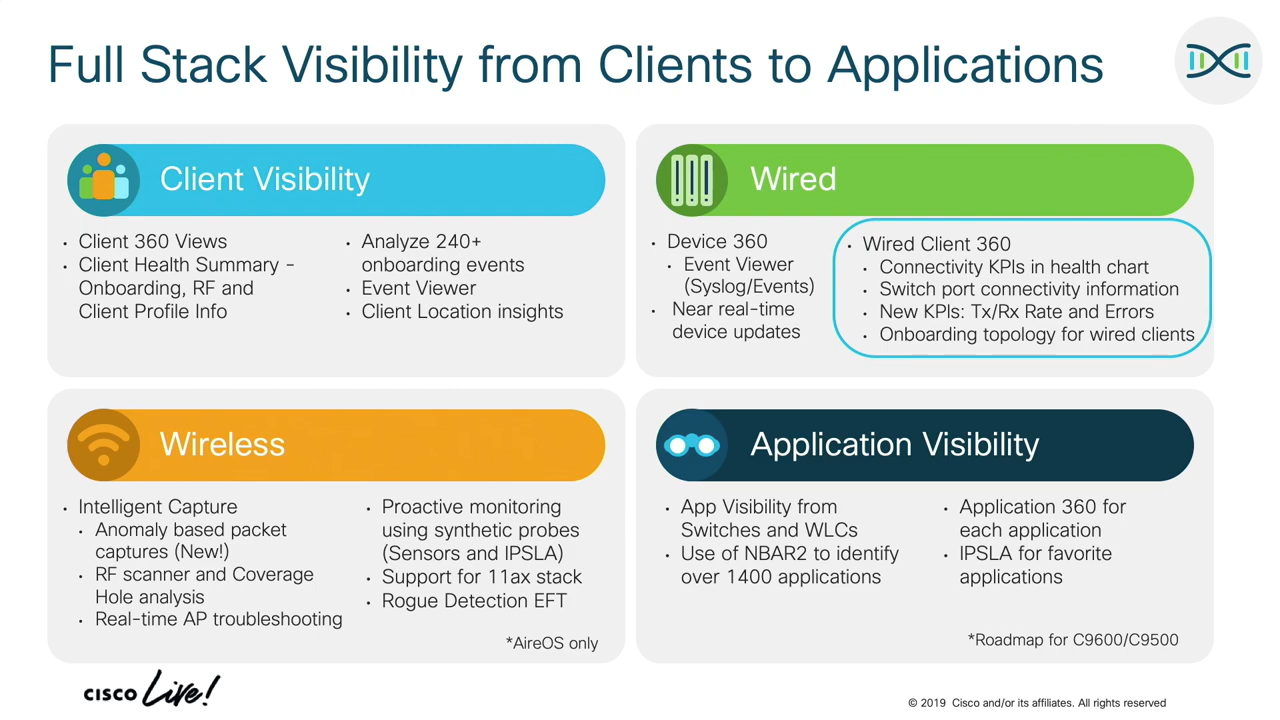 Full Stack Visibility from Clients to Applications
Client Visibility
• Client 360 Views
• Client Health Summary -
Onboarding, RF and
Client Profile Info
• Analyze 240+
onboarding events
• Event Viewer
• Client Location insights
Wired
• Device 360
• Event Viewer
(Syslog/Events)
• Near real-time
device updates
• Wired Client 360
• Connectivity KPIs in health chart
• Switch port connectivity information
• New KPIs: Tx/Rx Rate and Errors
• Onboarding topology for wired clients
Wireless
• Intelligent Capture
• Anomaly based packet
captures (New!)
• RF scanner and Coverage
Hole analysis
• Real-time AP troubleshooting
• Proactive monitoring
using synthetic probes
(Sensors and IPSLA)
• Support for 11ax stack
• Rogue Detection EFT
*AireOS only
Application Visibility
• App Visibility from
Switches and WLCs
• Use of NBAR2 to identify
over 1400 applications
• Application 360 for
each application
• IPSLA for favorite
applications
*Roadmap for C9600/C9500
CISCO Live!
© 2019 Cisco and/or its affiliates. All rights reserved